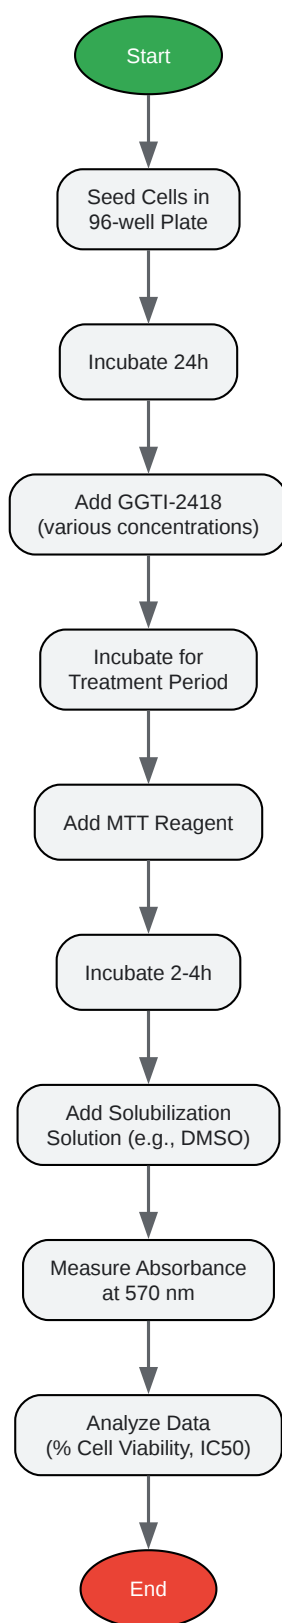 Start
Seed Cells in
96-well Plate
Incubate 24h
Add GGTI-2418
(various concentrations)
Incubate for
Treatment Period
Add MTT Reagent
Incubate 2-4h
Add Solubilization
Solution (e.g., DMSO)
Measure Absorbance
at 570 nm
Analyze Data
(% Cell Viability, IC50)
End